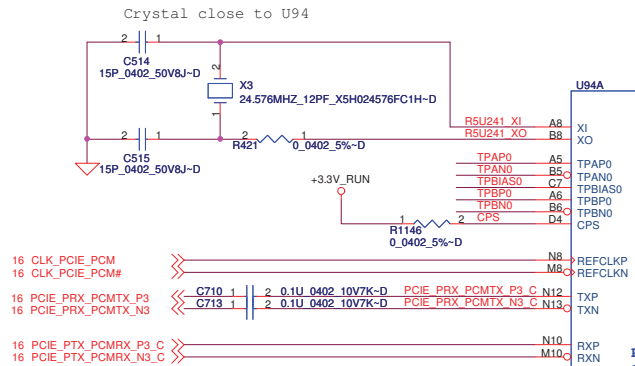 Crystal close to U94
2 1
C514
15P_0402_50V8J~D
2
X3
24.576MHZ_12PF_X5H024576FC1H~D
1
2 1
C515
15P_0402_50V8J~D
2 1
R421 0_0402_5%~D
+3.3V_RUN
1 2
R1146
0_0402_5%~D
U94A
R5U241_XI A8 XI
R5U241_XO B8 XO
TPAP0 A5 TPAP0
TPAN0 B5 TPAN0
TPBIAS0 C7 TPBIAS0
TPBP0 A6 TPBP0
TPBN0 B6 TPBN0
CPS D4 CPS
16 CLK_PCIE_PCM N8 REFCLKP
16 CLK_PCIE_PCM# M8 REFCLKN
16 PCIE_PRX_PCMTX_P3 C710 1 2 0.1U_0402_10V7K~D PCIE_PRX_PCMTX_P3_C N12 TXP
16 PCIE_PRX_PCMTX_N3 C713 1 2 0.1U_0402_10V7K~D PCIE_PRX_PCMTX_N3_C N13 TXN
16 PCIE_PTX_PCMRX_P3_C N10 RXP
16 PCIE_PTX_PCMRX_N3_C M10 RXN